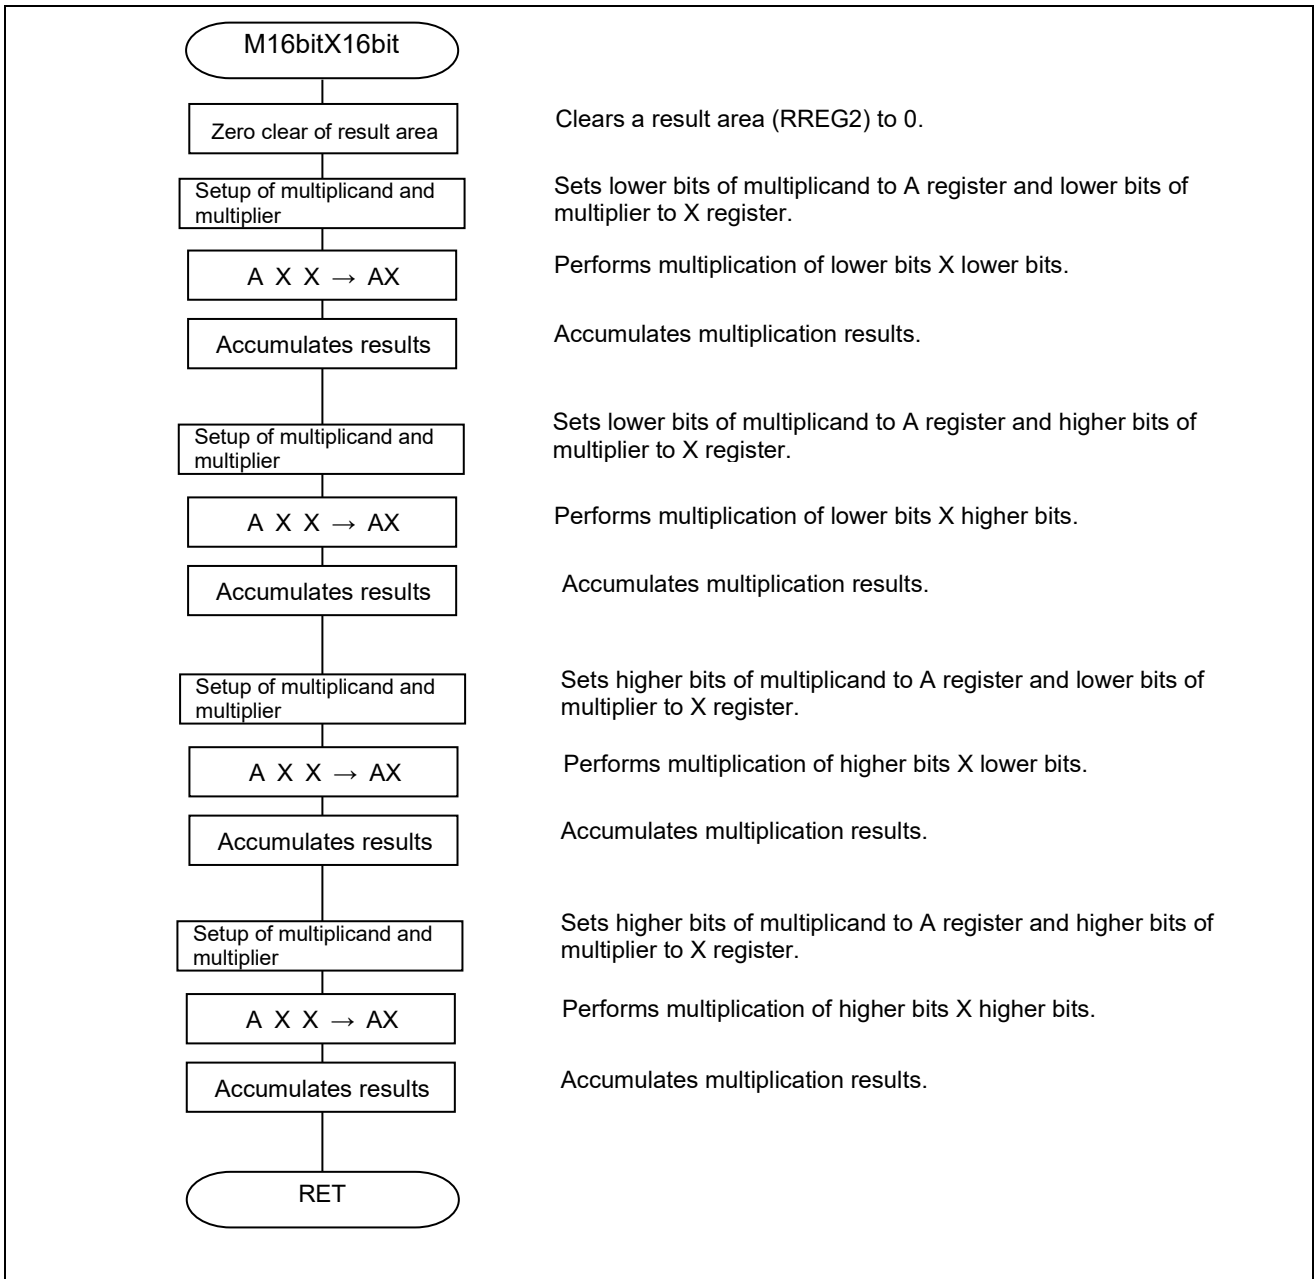 M16bitX16bit
Zero clear of result area
Clears a result area (RREG2) to 0.
Setup of multiplicand and
multiplier
Sets lower bits of multiplicand to A register and lower bits of
multiplier to X register.
A X X → AX
Performs multiplication of lower bits X lower bits.
Accumulates results
Accumulates multiplication results.
Setup of multiplicand and
multiplier
Sets lower bits of multiplicand to A register and higher bits of
multiplier to X register.
A X X → AX
Performs multiplication of lower bits X higher bits.
Accumulates results
Accumulates multiplication results.
Setup of multiplicand and
multiplier
Sets higher bits of multiplicand to A register and lower bits of
multiplier to X register.
A X X → AX
Performs multiplication of higher bits X lower bits.
Accumulates results
Accumulates multiplication results.
Setup of multiplicand and
multiplier
Sets higher bits of multiplicand to A register and higher bits of
multiplier to X register.
A X X → AX
Performs multiplication of higher bits X higher bits.
Accumulates results
Accumulates multiplication results.
RET